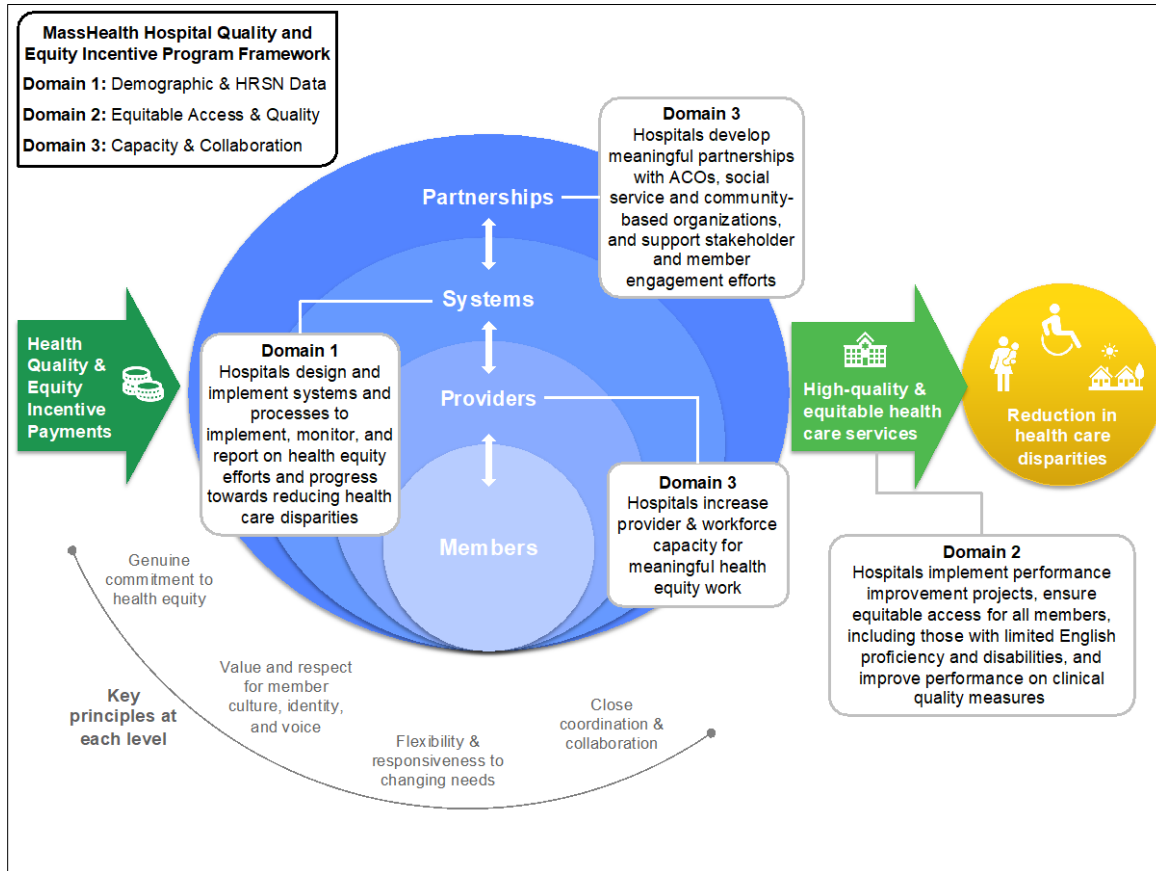 MassHealth Hospital Quality and
Equity Incentive Program Framework
Domain 1: Demographic & HRSN Data
Domain 2: Equitable Access & Quality
Domain 3: Capacity & Collaboration
Domain 3
Hospitals develop
meaningful partnerships
with ACOs, social
service and community-
based organizations,
and support stakeholder
and member
engagement efforts
Partnerships
Systems
Providers
Members
Health
Quality &
Equity
Incentive
Payments
Domain 1
Hospitals design and
implement systems and
processes to
implement, monitor, and
report on health equity
efforts and progress
towards reducing health
care disparities
Domain 3
Hospitals increase
provider & workforce
capacity for
meaningful health
equity work
High-quality &
equitable health
care services
Reduction in
health care
disparities
Domain 2
Hospitals implement performance
improvement projects, ensure
equitable access for all members,
including those with limited English
proficiency and disabilities, and
improve performance on clinical
quality measures
Key
principles at
each level
Genuine
commitment to
health equity
Value and respect
for member
culture, identity,
and voice
Flexibility &
responsiveness to
changing needs
Close
coordination &
collaboration